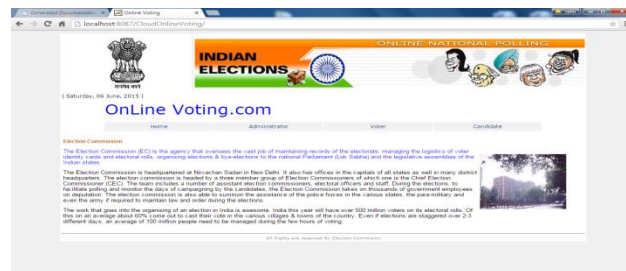 Generated Documentatio
Online Voting
localhost:8087/CloudOnlineVoting/
ONLINE NATIONAL POLLING
INDIAN
ELECTIONS
सत्यमेव जयते
| Saturday, 06 June, 2015 |
OnLine Voting.com
Home Administrator Voter Candidate
Election Commission
The Election Commission (EC) is the agency that oversees the vast job of maintaining records of the electorate, managing the logistics of voter
identity cards and electoral rolls, organising elections & bye-elections to the national Parliament (Lok Sabha) and the legislative assemblies of the
Indian states.
The Election Commission is headquartered at Nirvachan Sadan in New Delhi. It also has offices in the capitals of all states as well in many district
headquarters. The election commission is headed by a three member group of Election Commissioners of which one is the Chief Election
Commissioner (CEC). The team includes a number of assistant election commissioners, electoral officers and staff. During the elections, to
facilitate polling and monitor the days of campaigning by the candidates, the Election Commission takes on thousands of government employees
on deputation. The election commission is also able to summon the assistance of the police forces in the various states, the para-military and
even the army if required to maintain law and order during the elections.
The work that goes into the organising of an election in India is awesome. India this year will have over 500 million voters on its electoral rolls. Of
this on an average about 60% come out to cast their vote in the various villages & towns of the country. Even if elections are staggered over 2-3
different days, an average of 100 million people need to be managed during the few hours of voting.
All Rights are reserved By Election Commission